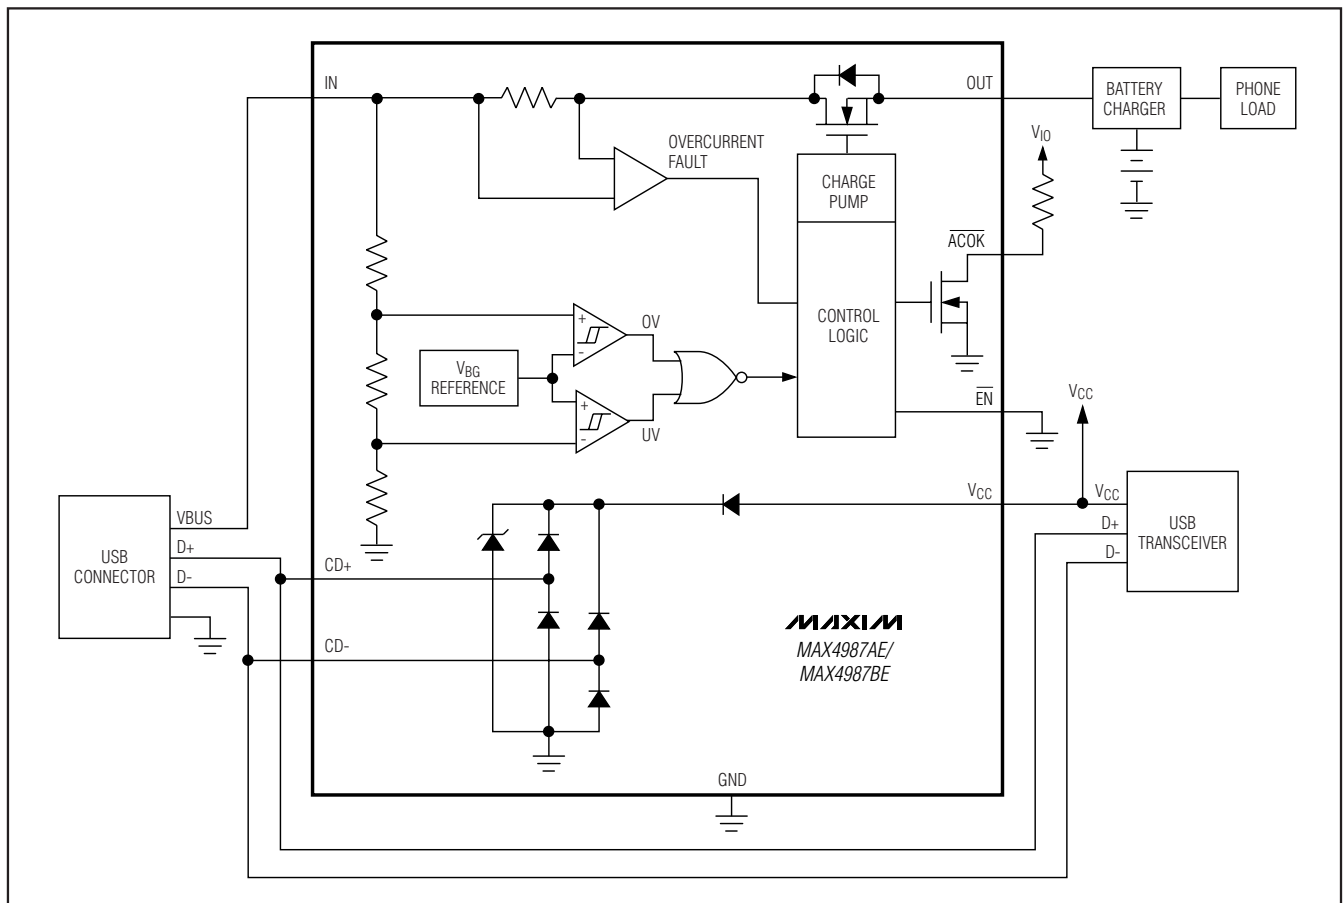 IN
OUT
BATTERY
CHARGER
PHONE
LOAD
VIO
OVERCURRENT
FAULT
CHARGE
PUMP
ACOK
CONTROL
LOGIC
+
-
OV
VBG
REFERENCE
+
-
UV
EN
VCC
VCC
VCC
D+
D-
USB
TRANSCEIVER
USB
CONNECTOR
VBUS
D+
D-
CD+
CD-
MAXIM
MAX4987AE/
MAX4987BE
GND